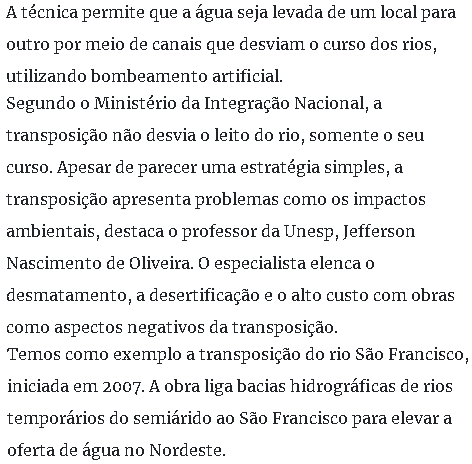 A técnica permite que a água seja levada de um local para
outro por meio de canais que desviam o curso dos rios,
utilizando bombeamento artificial.
Segundo o Ministério da Integração Nacional, a
transposição não desvia o leito do rio, somente o seu
curso. Apesar de parecer uma estratégia simples, a
transposição apresenta problemas como os impactos
ambientais, destaca o professor da Unesp, Jefferson
Nascimento de Oliveira. O especialista elenca o
desmatamento, a desertificação e o alto custo com obras
como aspectos negativos da transposição.
Temos como exemplo a transposição do rio São Francisco,
iniciada em 2007. A obra liga bacias hidrográficas de rios
temporários do semiárido ao São Francisco para elevar a
oferta de água no Nordeste.